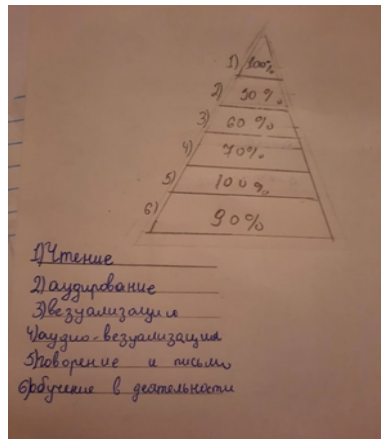 1) 100%
2) 30%
3) 60%
4) 70%
5) 100%
6) 90%
1) Чтение
2) аудирование
3) везуализация
4) аудио-везуализация
5) говорение и письмо
6) обучение в деятельности